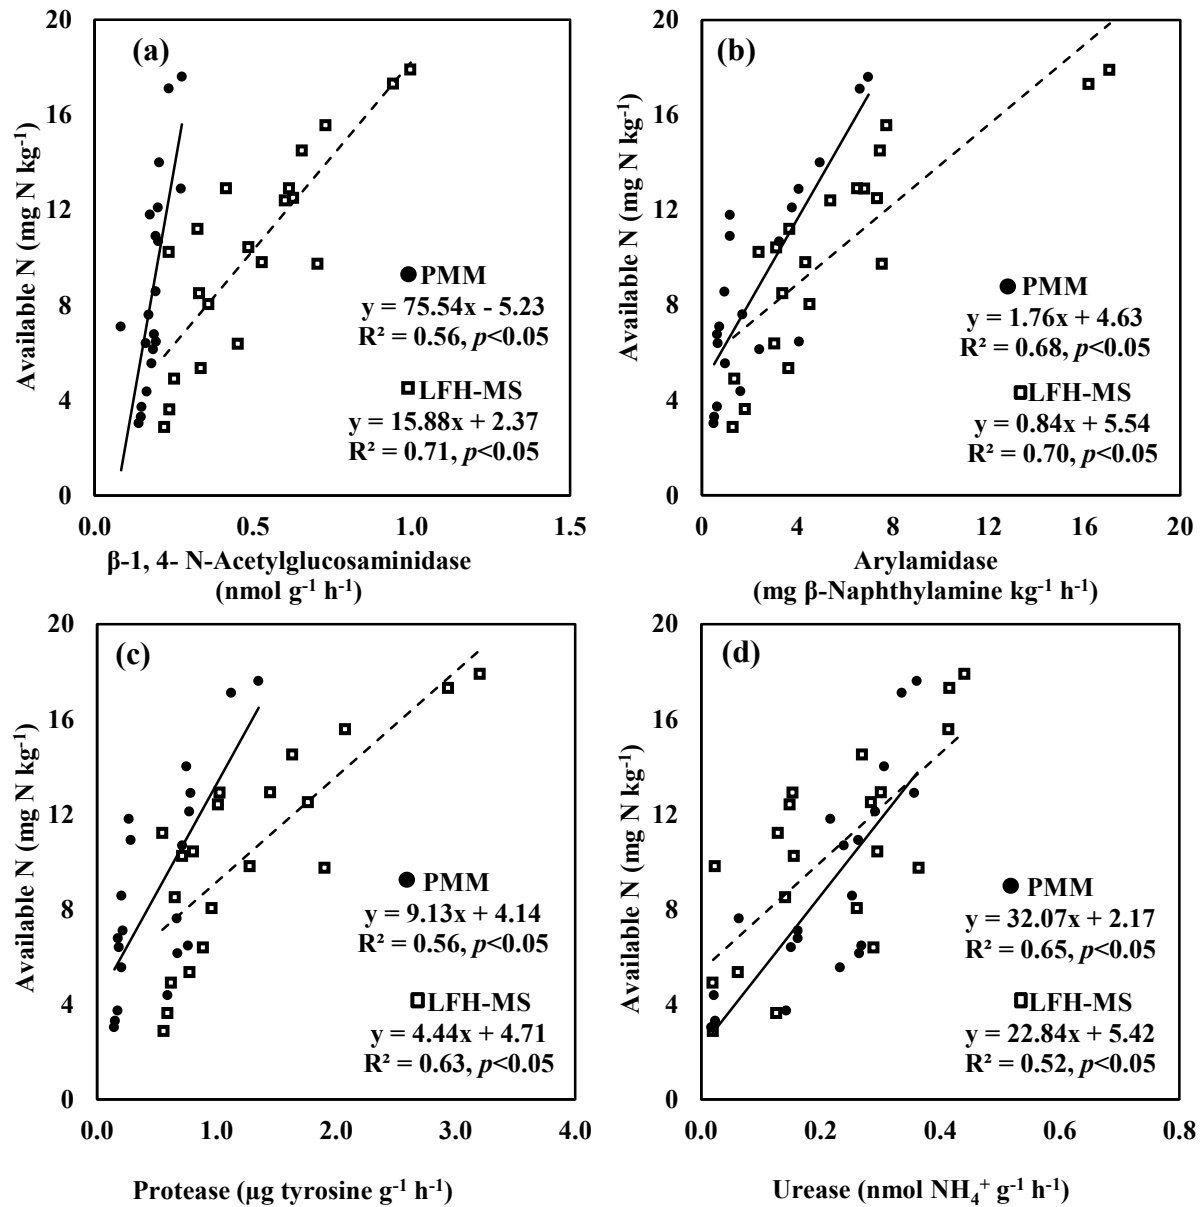 (a)
Available N (mg N kg⁻¹)
20
16
12
8
4
0
PMM
y = 75.54x - 5.23
R² = 0.56, p<0.05
LFH-MS
y = 15.88x + 2.37
R² = 0.71, p<0.05
0.0 0.5 1.0 1.5
β-1, 4- N-Acetylglucosaminidase
(nmol g⁻¹ h⁻¹)
(b)
Available N (mg N kg⁻¹)
20
16
12
8
4
0
PMM
y = 1.76x + 4.63
R² = 0.68, p<0.05
LFH-MS
y = 0.84x + 5.54
R² = 0.70, p<0.05
0 4 8 12 16 20
Arylamidase
(mg β-Naphthylamine kg⁻¹ h⁻¹)
(c)
Available N (mg N kg⁻¹)
20
16
12
8
4
0
PMM
y = 9.13x + 4.14
R² = 0.56, p<0.05
LFH-MS
y = 4.44x + 4.71
R² = 0.63, p<0.05
0.0 1.0 2.0 3.0 4.0
Protease (µg tyrosine g⁻¹ h⁻¹)
(d)
Available N (mg N kg⁻¹)
20
16
12
8
4
0
PMM
y = 32.07x + 2.17
R² = 0.65, p<0.05
LFH-MS
y = 22.84x + 5.42
R² = 0.52, p<0.05
0.0 0.2 0.4 0.6 0.8
Urease (nmol NH₄⁺ g⁻¹ h⁻¹)